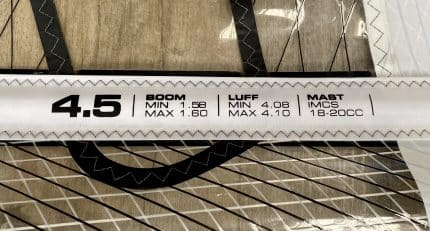 4.5
BOOM
MIN 1.58
MAX 1.60
LUFF
MIN 4.08
MAX 4.10
MAST
IMCS
18-20CC